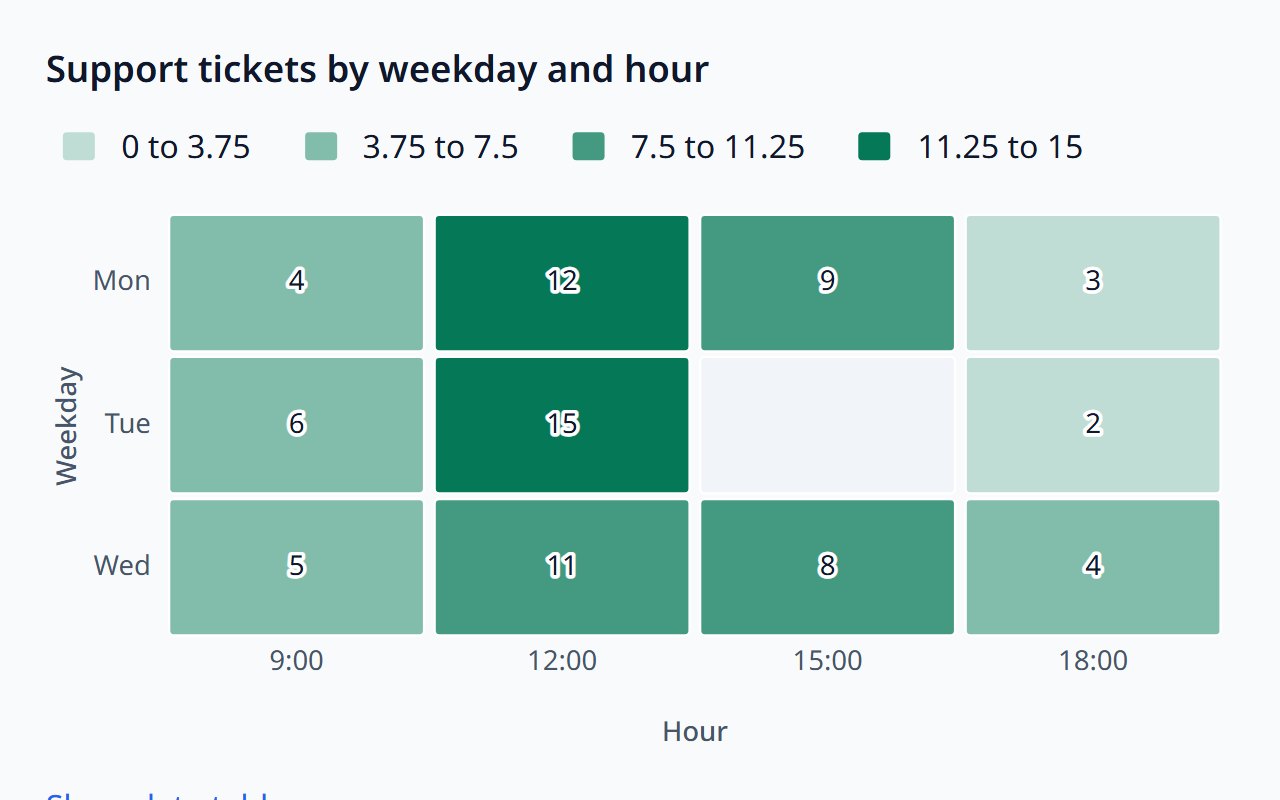 Support tickets by weekday and hour
0 to 3.75 3.75 to 7.5 7.5 to 11.25 11.25 to 15
Mon 4 12 9 3
Weekday
Tue 6 15 2
Wed 5 11 8 4
9:00 12:00 15:00 18:00
Hour